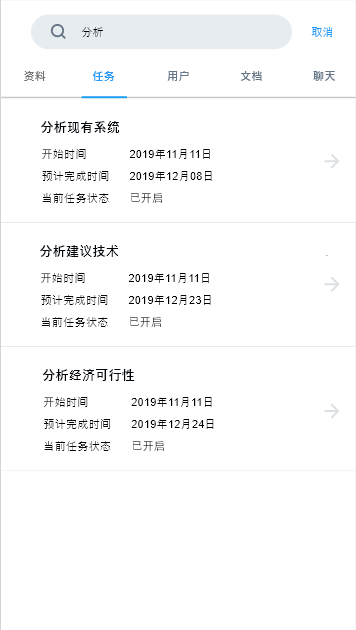 分析 取消
资料 任务 用户 文档 聊天
分析现有系统
开始时间 2019年11月11日
预计完成时间 2019年12月08日
当前任务状态 已开启
分析建议技术
开始时间 2019年11月11日
预计完成时间 2019年12月23日
当前任务状态 已开启
分析经济可行性
开始时间 2019年11月11日
预计完成时间 2019年12月24日
当前任务状态 已开启